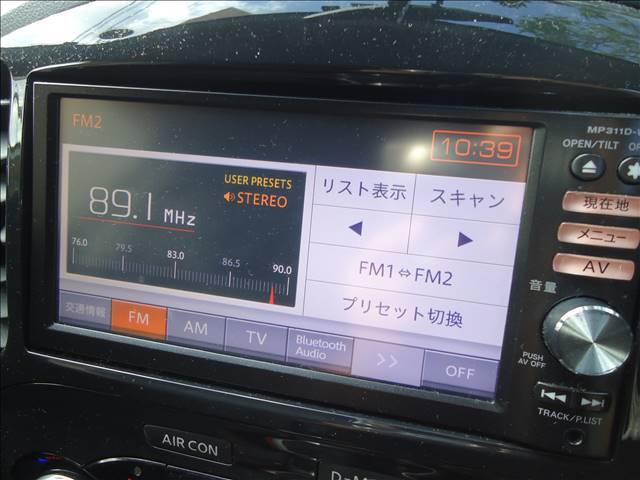 FM2
10:39
USER PRESETS
STEREO
89.1 MHz
76.0 79.5 83.0 86.5 90.0
リスト表示
スキャン
◀ ▶
FM1⇔FM2
プリセット切換
交通情報 FM AM TV Bluetooth Audio >> OFF
MP311D
OPEN/TILT
現在地
メニュー
AV
音量
PUSH
AV OFF
TRACK/P.LIST
AIR CON